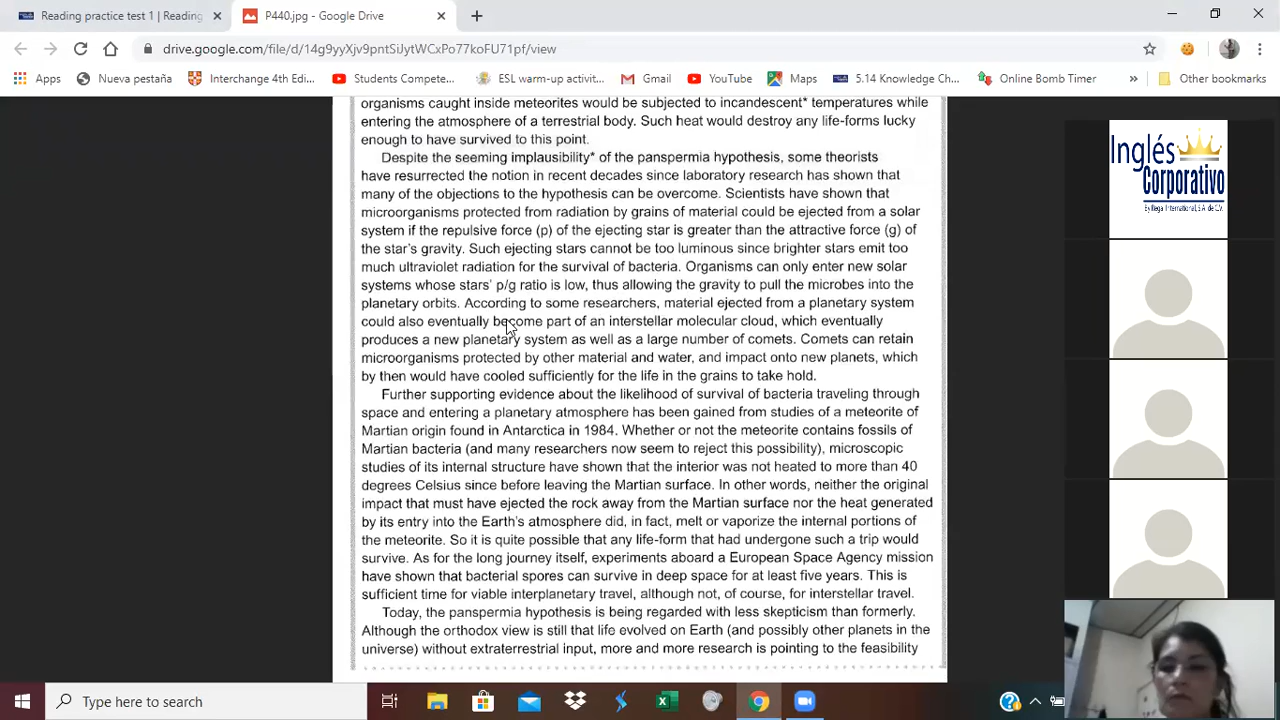 Reading practice test 1 | Reading
P440.jpg - Google Drive
drive.google.com/file/d/14g9yyXjv9pntSiJytWCxPo77koFU71pf/view
Apps
Nueva pestaña
Interchange 4th Edi...
Students Compete...
ESL warm-up activit...
Gmail
YouTube
Maps
5.14 Knowledge Ch...
Online Bomb Timer
»
Other bookmarks
organisms caught inside meteorites would be subjected to incandescent* temperatures while
entering the atmosphere of a terrestrial body. Such heat would destroy any life-forms lucky
enough to have survived to this point.
Despite the seeming implausibility* of the panspermia hypothesis, some theorists
have resurrected the notion in recent decades since laboratory research has shown that
many of the objections to the hypothesis can be overcome. Scientists have shown that
microorganisms protected from radiation by grains of material could be ejected from a solar
system if the repulsive force (p) of the ejecting star is greater than the attractive force (g) of
the star's gravity. Such ejecting stars cannot be too luminous since brighter stars emit too
much ultraviolet radiation for the survival of bacteria. Organisms can only enter new solar
systems whose stars' p/g ratio is low, thus allowing the gravity to pull the microbes into the
planetary orbits. According to some researchers, material ejected from a planetary system
could also eventually become part of an interstellar molecular cloud, which eventually
produces a new planetary system as well as a large number of comets. Comets can retain
microorganisms protected by other material and water, and impact onto new planets, which
by then would have cooled sufficiently for the life in the grains to take hold.
Further supporting evidence about the likelihood of survival of bacteria traveling through
space and entering a planetary atmosphere has been gained from studies of a meteorite of
Martian origin found in Antarctica in 1984. Whether or not the meteorite contains fossils of
Martian bacteria (and many researchers now seem to reject this possibility), microscopic
studies of its internal structure have shown that the interior was not heated to more than 40
degrees Celsius since before leaving the Martian surface. In other words, neither the original
impact that must have ejected the rock away from the Martian surface nor the heat generated
by its entry into the Earth's atmosphere did, in fact, melt or vaporize the internal portions of
the meteorite. So it is quite possible that any life-form that had undergone such a trip would
survive. As for the long journey itself, experiments aboard a European Space Agency mission
have shown that bacterial spores can survive in deep space for at least five years. This is
sufficient time for viable interplanetary travel, although not, of course, for interstellar travel.
Today, the panspermia hypothesis is being regarded with less skepticism than formerly.
Although the orthodox view is still that life evolved on Earth (and possibly other planets in the
universe) without extraterrestrial input, more and more research is pointing to the feasibility
Inglés
Corporativo
Type here to search